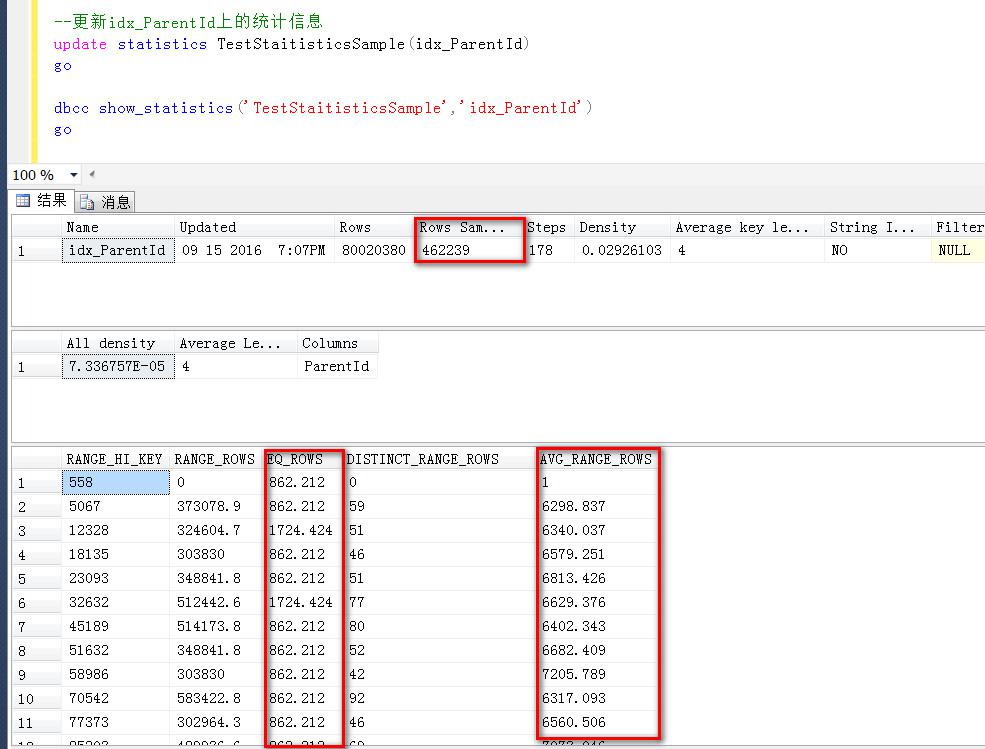 --更新idx_ParentId上的统计信息
update statistics TestStaitisticsSample(idx_ParentId)
go
dbcc show_statistics('TestStaitisticsSample','idx_ParentId')
go
100 %
结果 消息
Name Updated Rows Rows Sam... Steps Density Average key le... String I... Filter
1 idx_ParentId 09 15 2016 7:07PM 80020380 462239 178 0.02926103 4 NO NULL
All density Average Le... Columns
1 7.336757E-05 4 ParentId
RANGE_HI_KEY RANGE_ROWS EQ_ROWS DISTINCT_RANGE_ROWS AVG_RANGE_ROWS
1 558 0 862.212 0 1
2 5067 373078.9 862.212 59 6298.837
3 12328 324604.7 1724.424 51 6340.037
4 18135 303830 862.212 46 6579.251
5 23093 348841.8 862.212 51 6813.426
6 32632 512442.6 1724.424 77 6629.376
7 45189 514173.8 862.212 80 6402.343
8 51632 348841.8 862.212 52 6682.409
9 58986 303830 862.212 42 7205.789
10 70542 583422.8 862.212 92 6317.093
11 77373 302964.3 862.212 46 6560.506